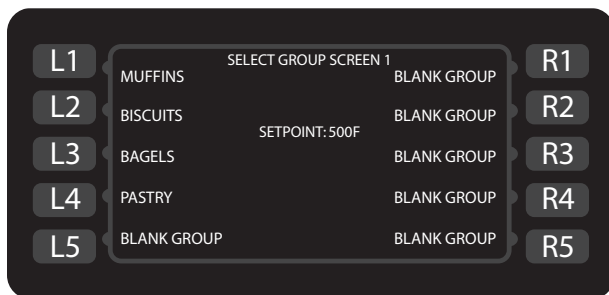 SELECT GROUP SCREEN 1
L1 MUFFINS BLANK GROUP R1
L2 BISCUITS BLANK GROUP R2
SETPOINT: 500F
L3 BAGELS BLANK GROUP R3
L4 PASTRY BLANK GROUP R4
L5 BLANK GROUP BLANK GROUP R5